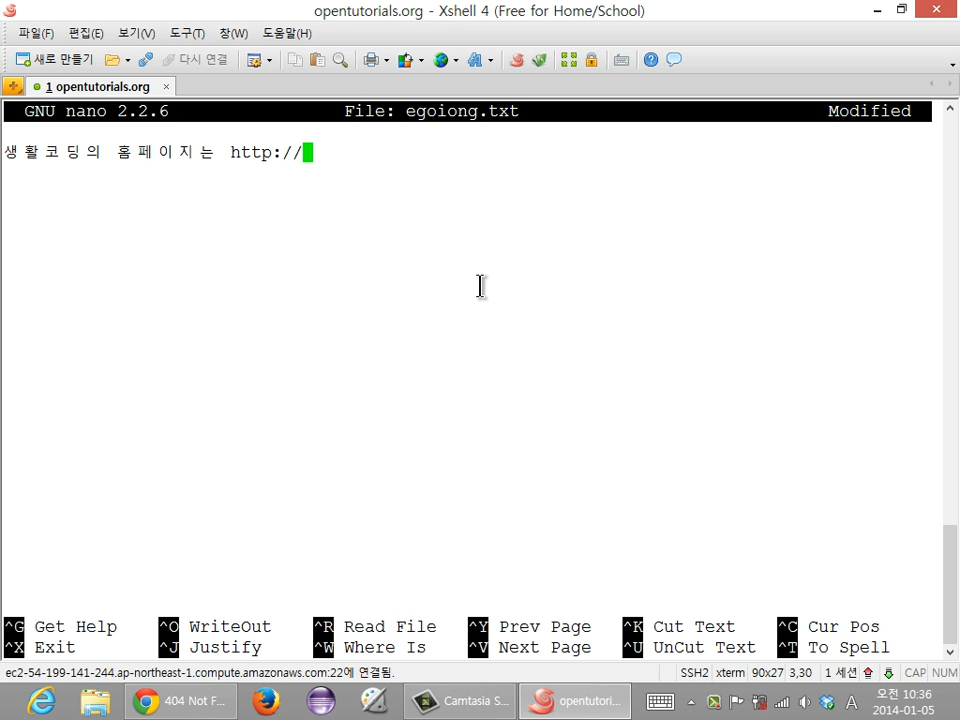 opentutorials.org - Xshell 4 (Free for Home/School)
파일(F) 편집(E) 보기(V) 도구(T) 창(W) 도움말(H)
새로 만들기 다시 연결
1 opentutorials.org
GNU nano 2.2.6 File: egoiong.txt Modified
생활코딩의 홈페이지는 http://
^G Get Help ^O WriteOut ^R Read File ^Y Prev Page ^K Cut Text ^C Cur Pos
^X Exit ^J Justify ^W Where Is ^V Next Page ^U UnCut Text ^T To Spell
ec2-54-199-141-244.ap-northeast-1.compute.amazonaws.com:22에 연결됨. SSH2 xterm 90x27 3,30 1 세션 CAP NUM
404 Not F... Camtasia S... opentutori... A 오전 10:36
2014-01-05